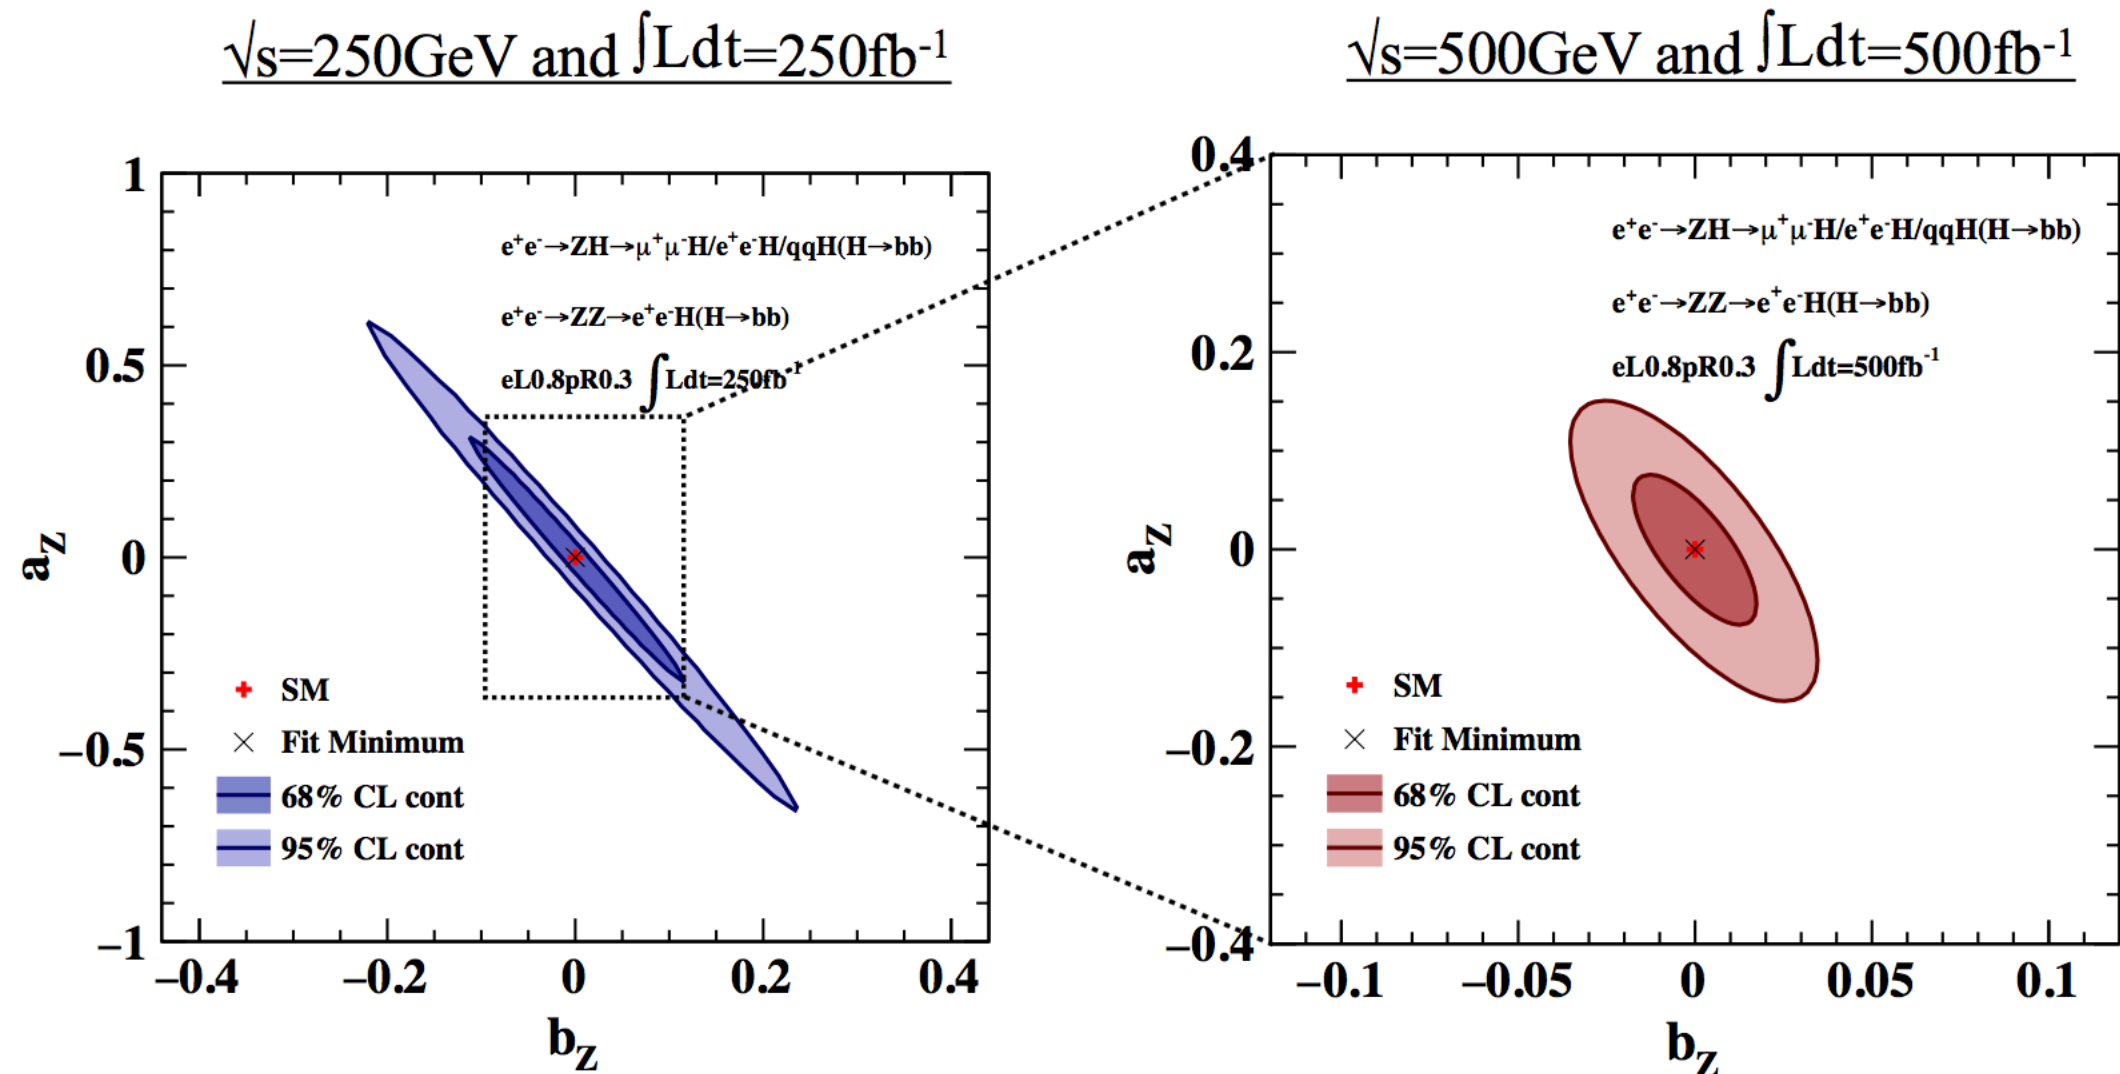 √s=250GeV and ∫Ldt=250fb⁻¹
1
0.5
0
−0.5
−1
a_Z
e⁺e⁻→ZH→μ⁺μ⁻H/e⁺e⁻H/qqH(H→bb)
e⁺e⁻→ZZ→e⁺e⁻H(H→bb)
eL0.8pR0.3 ∫Ldt=250fb⁻¹
SM
Fit Minimum
68% CL cont
95% CL cont
−0.4 −0.2 0 0.2 0.4
b_Z
√s=500GeV and ∫Ldt=500fb⁻¹
0.4
0.2
0
−0.2
−0.4
a_Z
e⁺e⁻→ZH→μ⁺μ⁻H/e⁺e⁻H/qqH(H→bb)
e⁺e⁻→ZZ→e⁺e⁻H(H→bb)
eL0.8pR0.3 ∫Ldt=500fb⁻¹
SM
Fit Minimum
68% CL cont
95% CL cont
−0.1 −0.05 0 0.05 0.1
b_Z